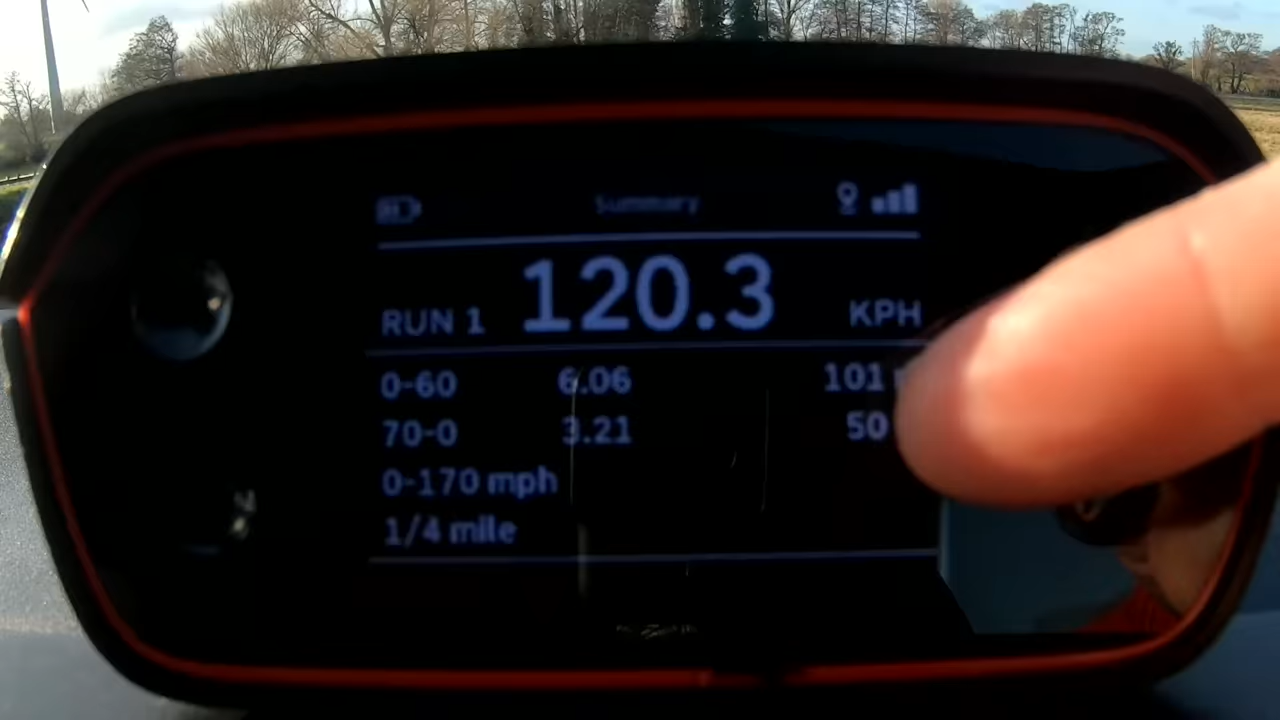 Summary
RUN 1 120.3 KPH
0-60 6.06 101
70-0 3.21 50
0-170 mph
1/4 mile